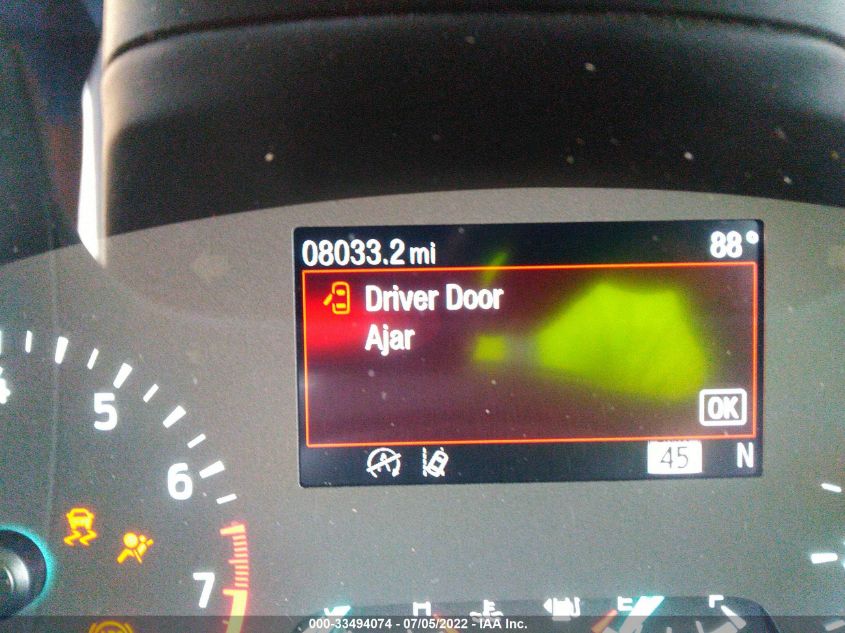 08033.2 mi
88°
Driver Door
Ajar
OK
45
N
5
6
7
H
000-33494074 / 07/05/2022 - IAA Inc.